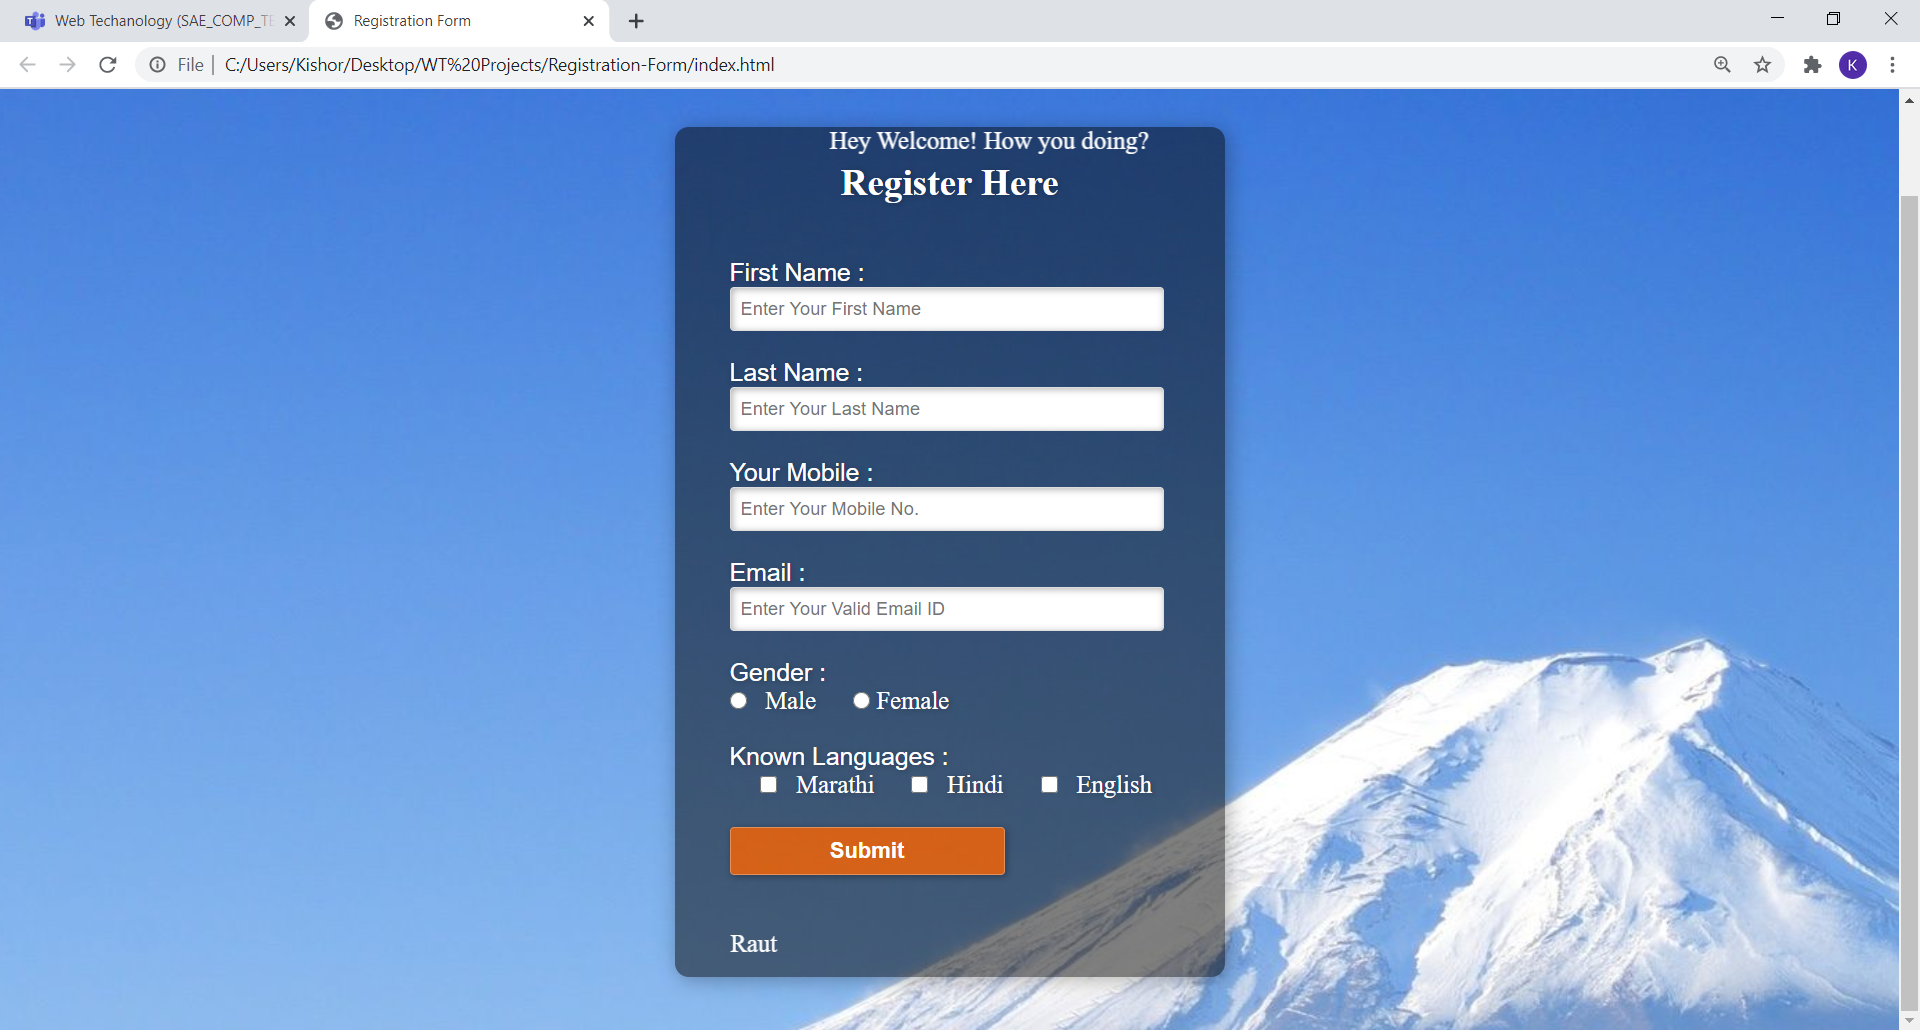 Web Techanology (SAE_COMP_TE
Registration Form
File
C:/Users/Kishor/Desktop/WT%20Projects/Registration-Form/index.html
K
Hey Welcome! How you doing?
Register Here
First Name :
Enter Your First Name
Last Name :
Enter Your Last Name
Your Mobile :
Enter Your Mobile No.
Email :
Enter Your Valid Email ID
Gender :
Male Female
Known Languages :
Marathi Hindi English
Submit
Raut